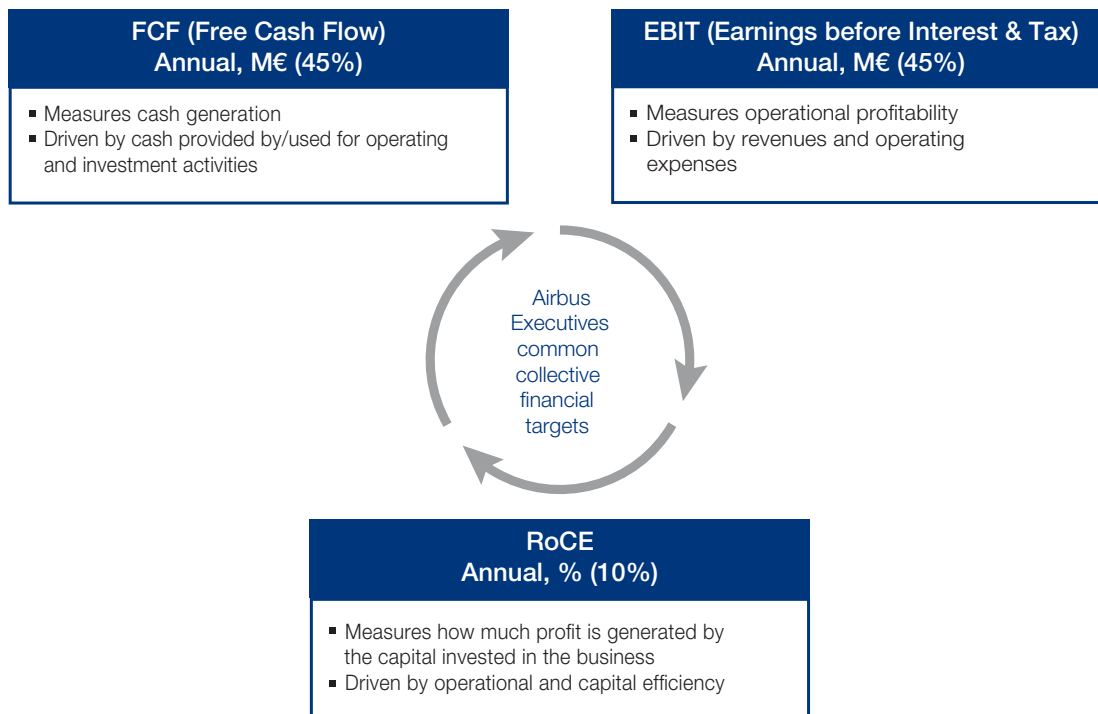 FCF (Free Cash Flow)
Annual, M€ (45%)
▪ Measures cash generation
▪ Driven by cash provided by/used for operating
and investment activities
EBIT (Earnings before Interest & Tax)
Annual, M€ (45%)
▪ Measures operational profitability
▪ Driven by revenues and operating
expenses
Airbus
Executives
common
collective
financial
targets
RoCE
Annual, % (10%)
▪ Measures how much profit is generated by
the capital invested in the business
▪ Driven by operational and capital efficiency